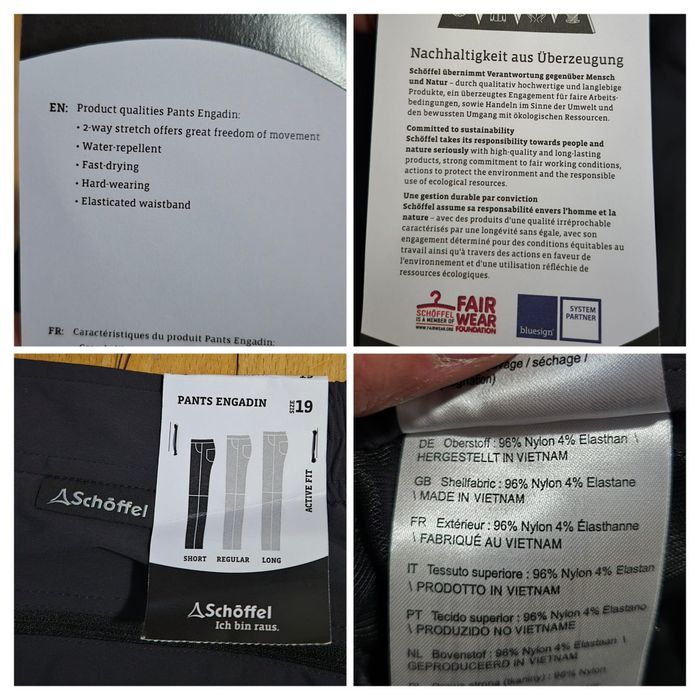 EN: Product qualities Pants Engadin:
• 2-way stretch offers great freedom of movement
• Water-repellent
• Fast-drying
• Hard-wearing
• Elasticated waistband
FR: Caractéristiques du produit Pants Engadin:
Nachhaltigkeit aus Überzeugung
Schöffel übernimmt Verantwortung gegenüber Mensch
und Natur – durch qualitativ hochwertige und langlebige
Produkte, ein überzeugtes Engagement für faire Arbeits-
bedingungen, sowie Handeln im Sinne der Umwelt und
den bewussten Umgang mit ökologischen Ressourcen.
Committed to sustainability
Schöffel takes its responsibility towards people and
nature seriously with high-quality and long-lasting
products, strong commitment to fair working conditions,
actions to protect the environment and the responsible
use of ecological resources.
Une gestion durable par conviction
Schöffel assume sa responsabilité envers l'homme et la
nature – avec des produits d'une qualité irréprochable
caractérisés par une longévité sans égale, avec son
engagement déterminé pour des conditions équitables au
travail ainsi qu'à travers des actions en faveur de
l'environnement et d'une utilisation réfléchie de
ressources écologiques.
SCHÖFFEL
IS A MEMBER OF
WWW.FAIRWEAR.ORG
FAIR
WEAR
FOUNDATION
bluesign®
SYSTEM
PARTNER
PANTS ENGADIN
SIZE 19
ACTIVE FIT
SHORT REGULAR LONG
Schöffel
Schöffel
Ich bin raus.
/ séchage /
DE Oberstoff : 96% Nylon 4% Elasthan \
HERGESTELLT IN VIETNAM
GB Shellfabric : 96% Nylon 4% Elastane
\ MADE IN VIETNAM
FR Extérieur : 96% Nylon 4% Élasthanne
\ FABRIQUÉ AU VIETNAM
IT Tessuto superiore : 96% Nylon 4% Elastan
\ PRODOTTO IN VIETNAM
PT Tecido superior : 96% Nylon 4% Elastano
\ PRODUZIDO NO VIETNAME
NL Bovenstof : 96% Nylon 4% Elastaan \
GEPRODUCEERD IN VIETNAM